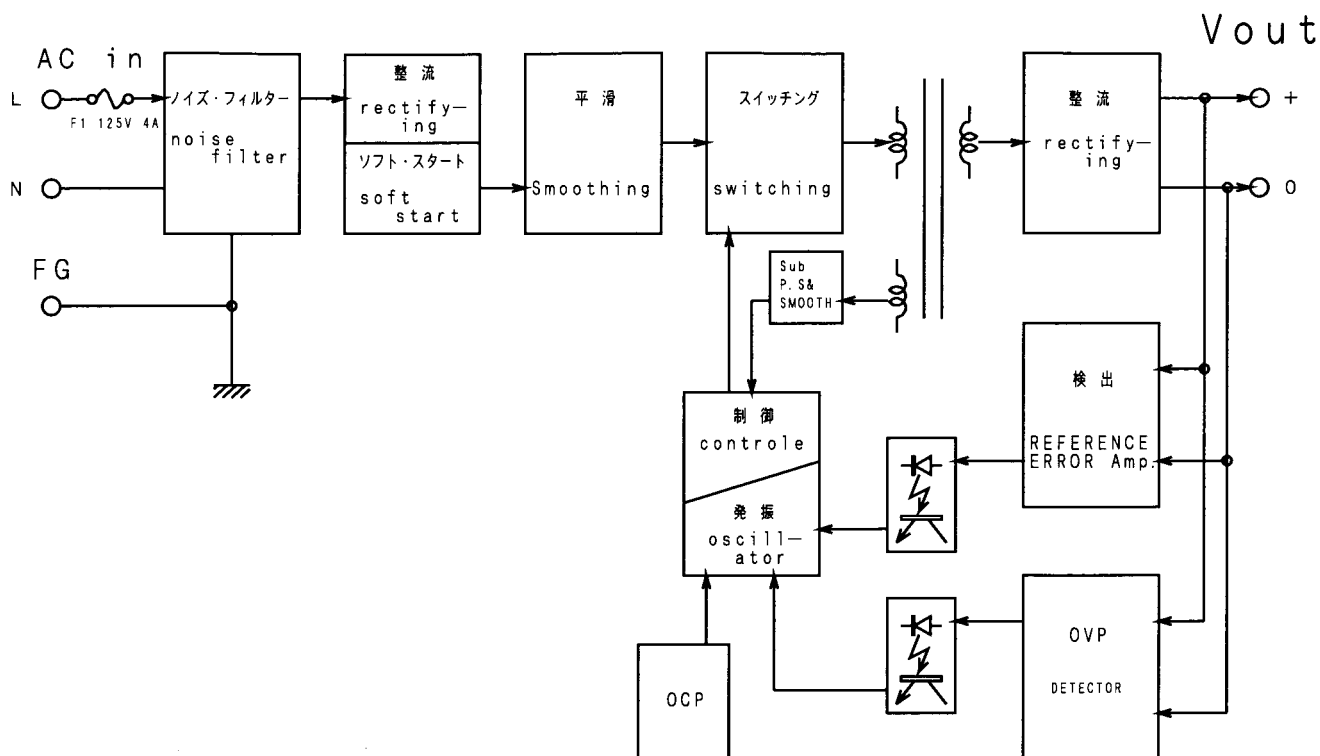 Vout
AC in
L
F1 125V 4A
N
FG
ノイズ・フィルター
noise
filter
整流
rectify—
ing
ソフト・スタート
soft
start
平滑
Smoothing
スイッチング
switching
整流
rectify—
ing
+
0
Sub
P.S&
SMOOTH
制御
controle
発振
oscill—
ator
検出
REFERENCE
ERROR Amp.
OCP
OVP
DETECTOR